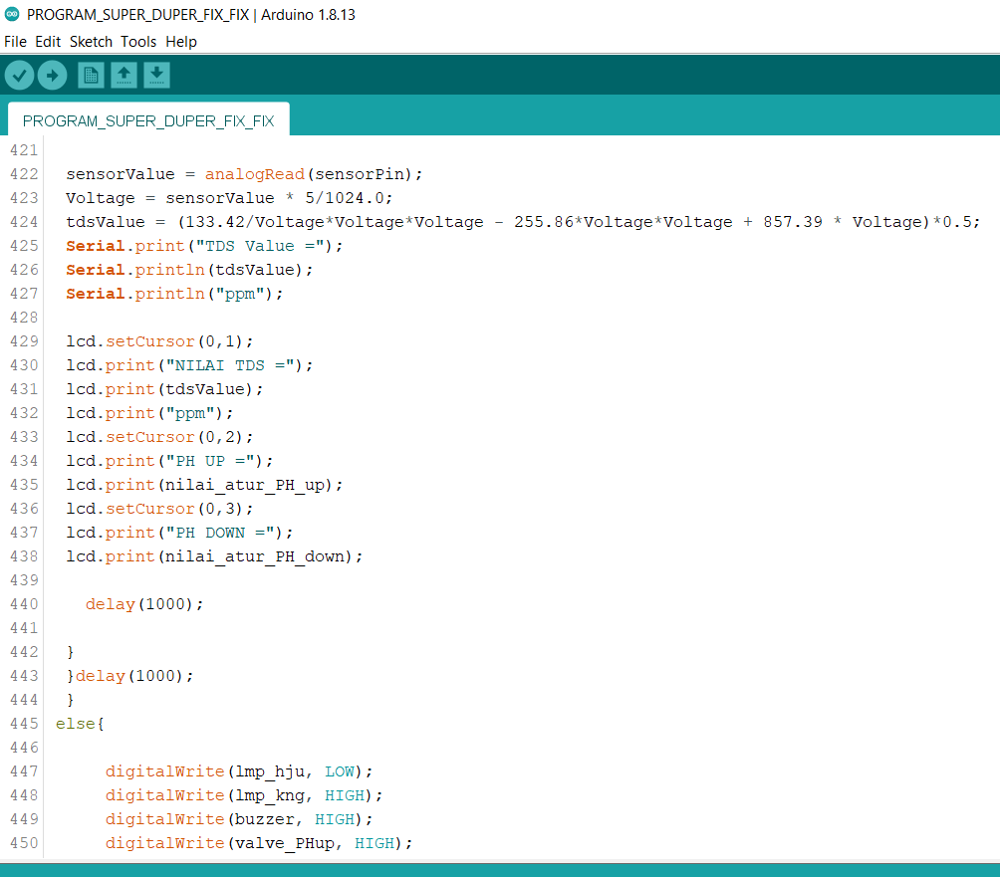 PROGRAM_SUPER_DUPER_FIX_FIX | Arduino 1.8.13
File Edit Sketch Tools Help
PROGRAM_SUPER_DUPER_FIX_FIX
421
422 sensorValue = analogRead(sensorPin);
423 Voltage = sensorValue * 5/1024.0;
424 tdsValue = (133.42/Voltage*Voltage*Voltage - 255.86*Voltage*Voltage + 857.39 * Voltage)*0.5;
425 Serial.print("TDS Value =");
426 Serial.println(tdsValue);
427 Serial.println("ppm");
428
429 lcd.setCursor(0,1);
430 lcd.print("NILAI TDS =");
431 lcd.print(tdsValue);
432 lcd.print("ppm");
433 lcd.setCursor(0,2);
434 lcd.print("PH UP =");
435 lcd.print(nilai_atur_PH_up);
436 lcd.setCursor(0,3);
437 lcd.print("PH DOWN =");
438 lcd.print(nilai_atur_PH_down);
439
440 delay(1000);
441
442 }
443 }delay(1000);
444 }
445 else{
446
447 digitalWrite(lmp_hju, LOW);
448 digitalWrite(lmp_kng, HIGH);
449 digitalWrite(buzzer, HIGH);
450 digitalWrite(valve_PHup, HIGH);